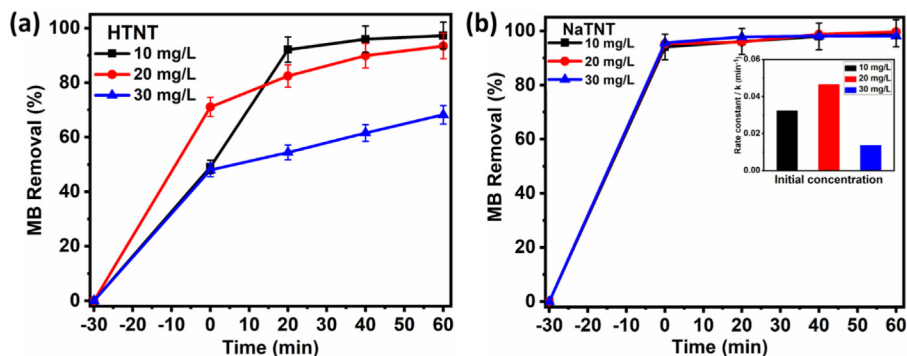 (a)
HTNT
10 mg/L
20 mg/L
30 mg/L
MB Removal (%)
100
80
60
40
20
0
-30 -20 -10 0 10 20 30 40 50 60
Time (min)
(b)
NaTNT
10 mg/L
20 mg/L
30 mg/L
MB Removal (%)
100
80
60
40
20
0
-30 -20 -10 0 10 20 30 40 50 60
Time (min)
Rate constant / k (min⁻¹)
0.06
0.04
0.02
0.00
10 mg/L
20 mg/L
30 mg/L
Initial concentration